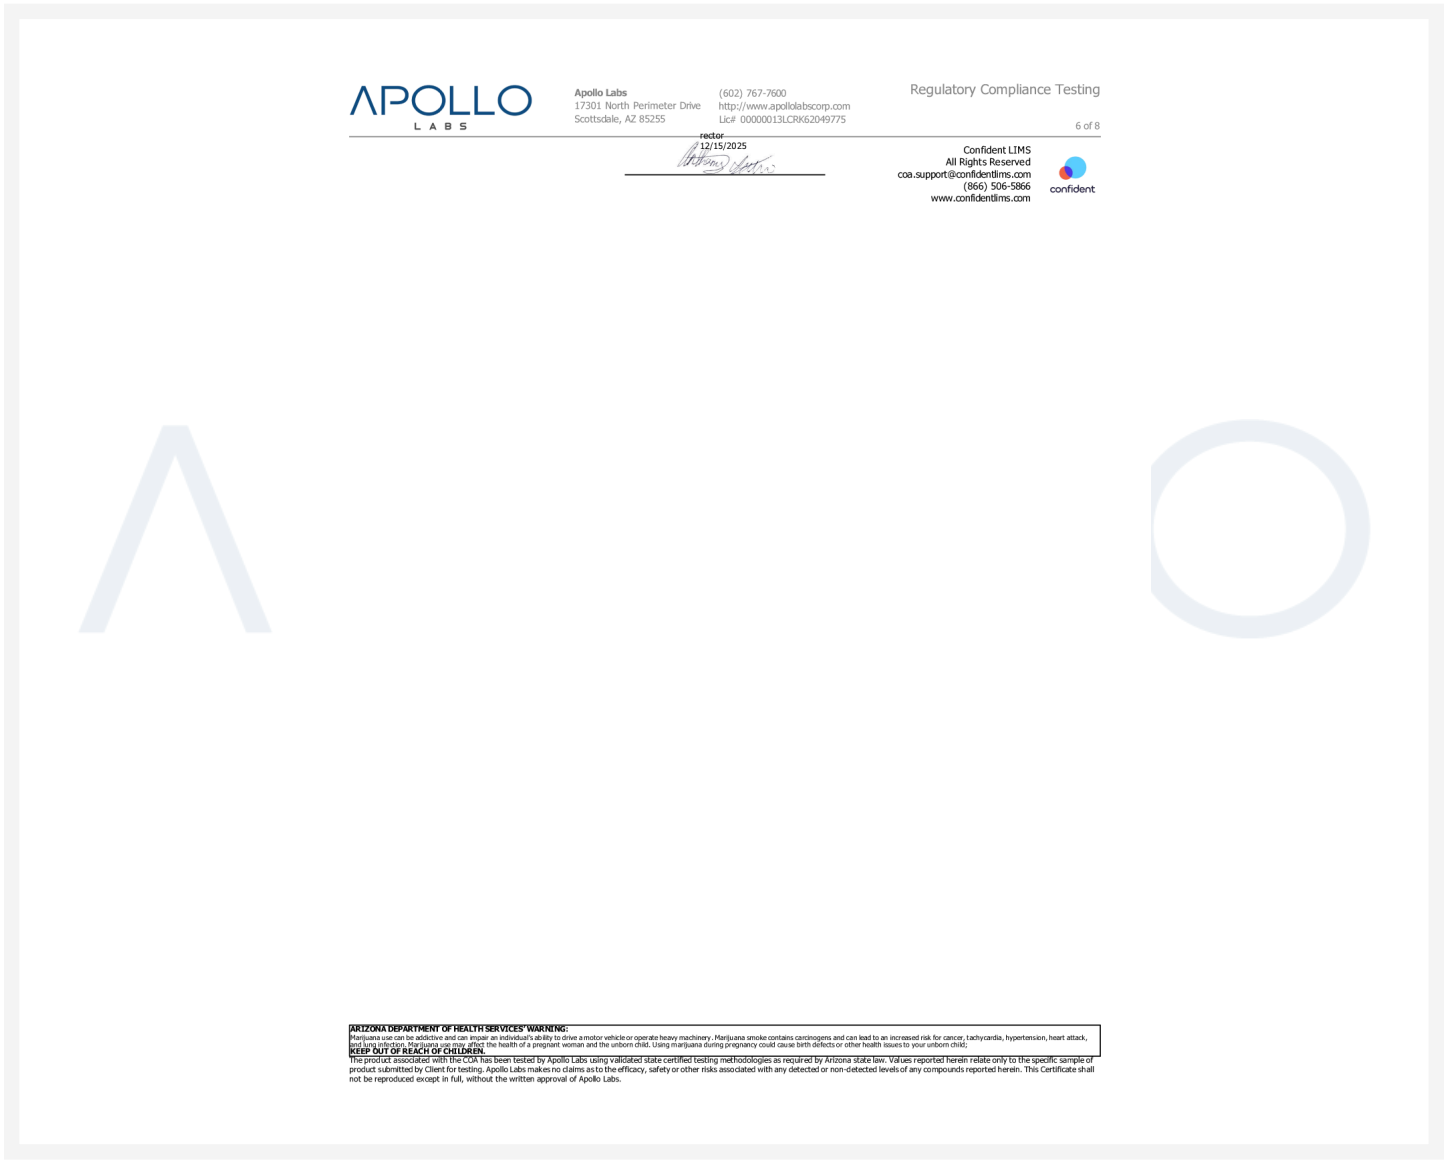 APOLLO
LABS
Apollo Labs
17301 North Perimeter Drive
Scottsdale, AZ 85255
(602) 767-7600
http://www.apollolabscorp.com
Lic# 00000013LCRK62049775
Regulatory Compliance Testing
6 of 8
rector
12/15/2025
Confident LIMS
All Rights Reserved
coa.support@confidentlims.com
(866) 506-5866
www.confidentlims.com
confident
ARIZONA DEPARTMENT OF HEALTH SERVICES' WARNING:
Marijuana use can be addictive and can impair an individual's ability to drive a motor vehicle or operate heavy machinery. Marijuana smoke contains carcinogens and can lead to an increased risk for cancer, tachycardia, hypertension, heart attack,
and lung infection. Marijuana use may affect the health of a pregnant woman and the unborn child. Using marijuana during pregnancy could cause birth defects or other health issues to your unborn child;
KEEP OUT OF REACH OF CHILDREN.
The product associated with the COA has been tested by Apollo Labs using validated state certified testing methodologies as required by Arizona state law. Values reported herein relate only to the specific sample of
product submitted by Client for testing. Apollo Labs makes no claims as to the efficacy, safety or other risks associated with any detected or non-detected levels of any compounds reported herein. This Certificate shall
not be reproduced except in full, without the written approval of Apollo Labs.